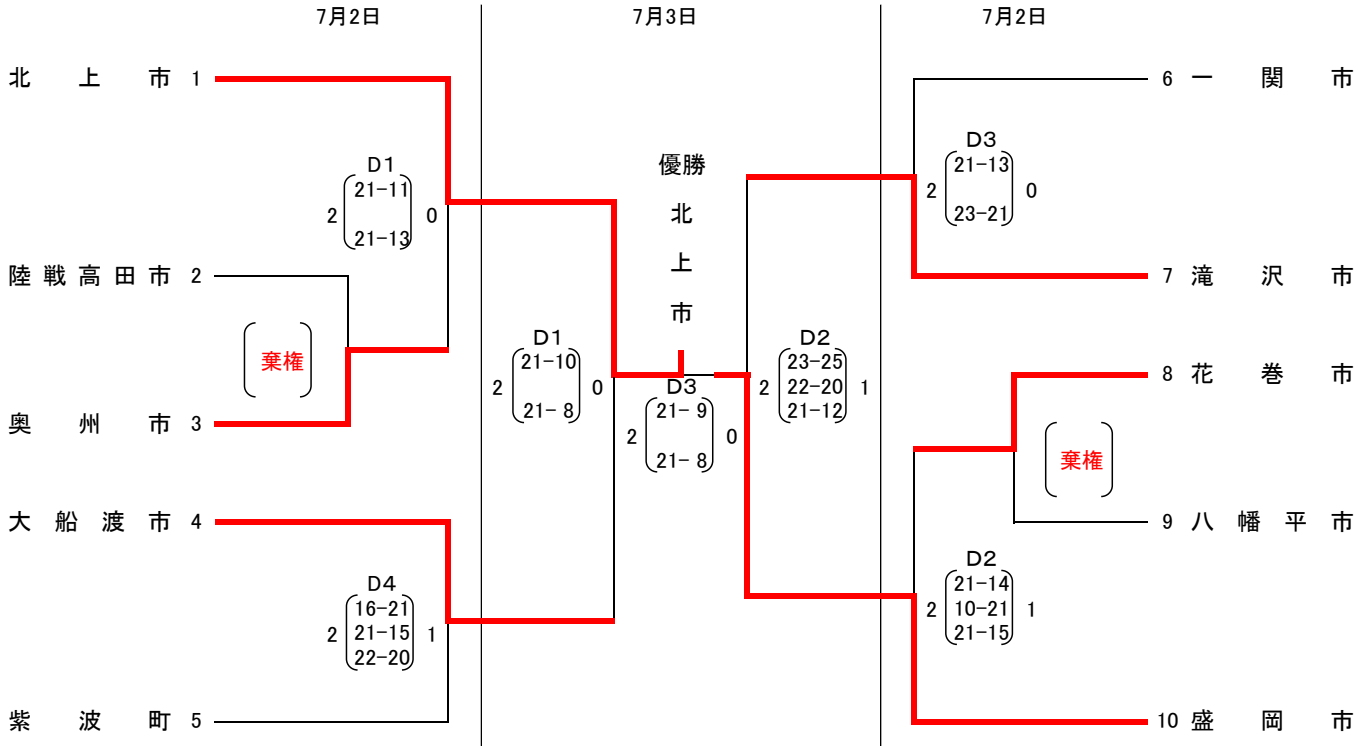 7月2日 7月3日 7月2日
北上市 1
6 一関市
D1
21-11
2 0
21-13
D3
21-13
2 0
23-21
優勝
北
上
市
陸戦高田市 2
7 滝沢市
棄権
D1
21-10
2 0
21- 8
D2
23-25
2 22-20 1
21-12
8 花巻市
D3
21- 9
2 0
21- 8
奥州市 3
棄権
大船渡市 4
9 八幡平市
D4
16-21
2 21-15 1
22-20
D2
21-14
2 10-21 1
21-15
紫波町 5
10 盛岡市